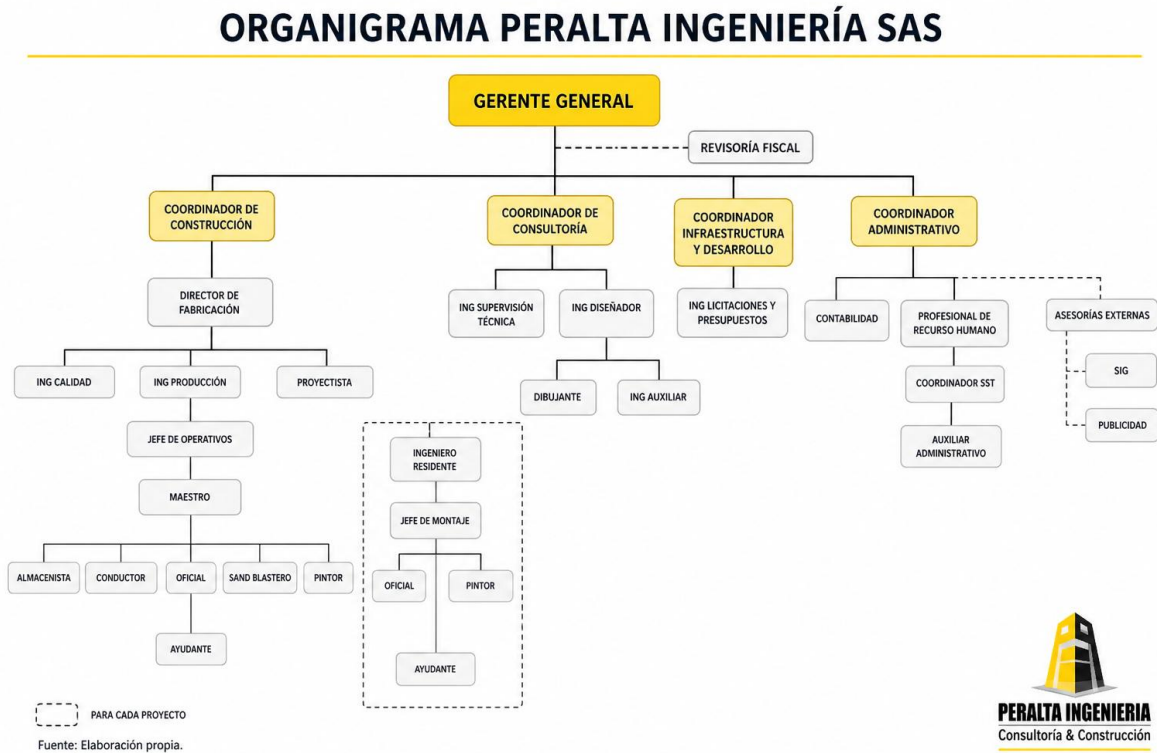 ORGANIGRAMA PERALTA INGENIERÍA SAS
GERENTE GENERAL
REVISORÍA FISCAL
COORDINADOR DE
CONSTRUCCIÓN
COORDINADOR DE
CONSULTORÍA
COORDINADOR
INFRAESTRUCTURA
Y DESARROLLO
COORDINADOR
ADMINISTRATIVO
DIRECTOR DE
FABRICACIÓN
ING SUPERVISIÓN
TÉCNICA
ING DISEÑADOR
ING LICITACIONES Y
PRESUPUESTOS
CONTABILIDAD
PROFESIONAL DE
RECURSO HUMANO
ASESORÍAS EXTERNAS
ING CALIDAD
ING PRODUCCIÓN
PROYECTISTA
DIBUJANTE
ING AUXILIAR
COORDINADOR SST
SIG
JEFE DE OPERATIVOS
INGENIERO
RESIDENTE
AUXILIAR
ADMINISTRATIVO
PUBLICIDAD
MAESTRO
JEFE DE MONTAJE
ALMACENISTA
CONDUCTOR
OFICIAL
SAND BLASTERO
PINTOR
OFICIAL
PINTOR
AYUDANTE
AYUDANTE
PARA CADA PROYECTO
Fuente: Elaboración propia.
PERALTA INGENIERIA
Consultoría & Construcción